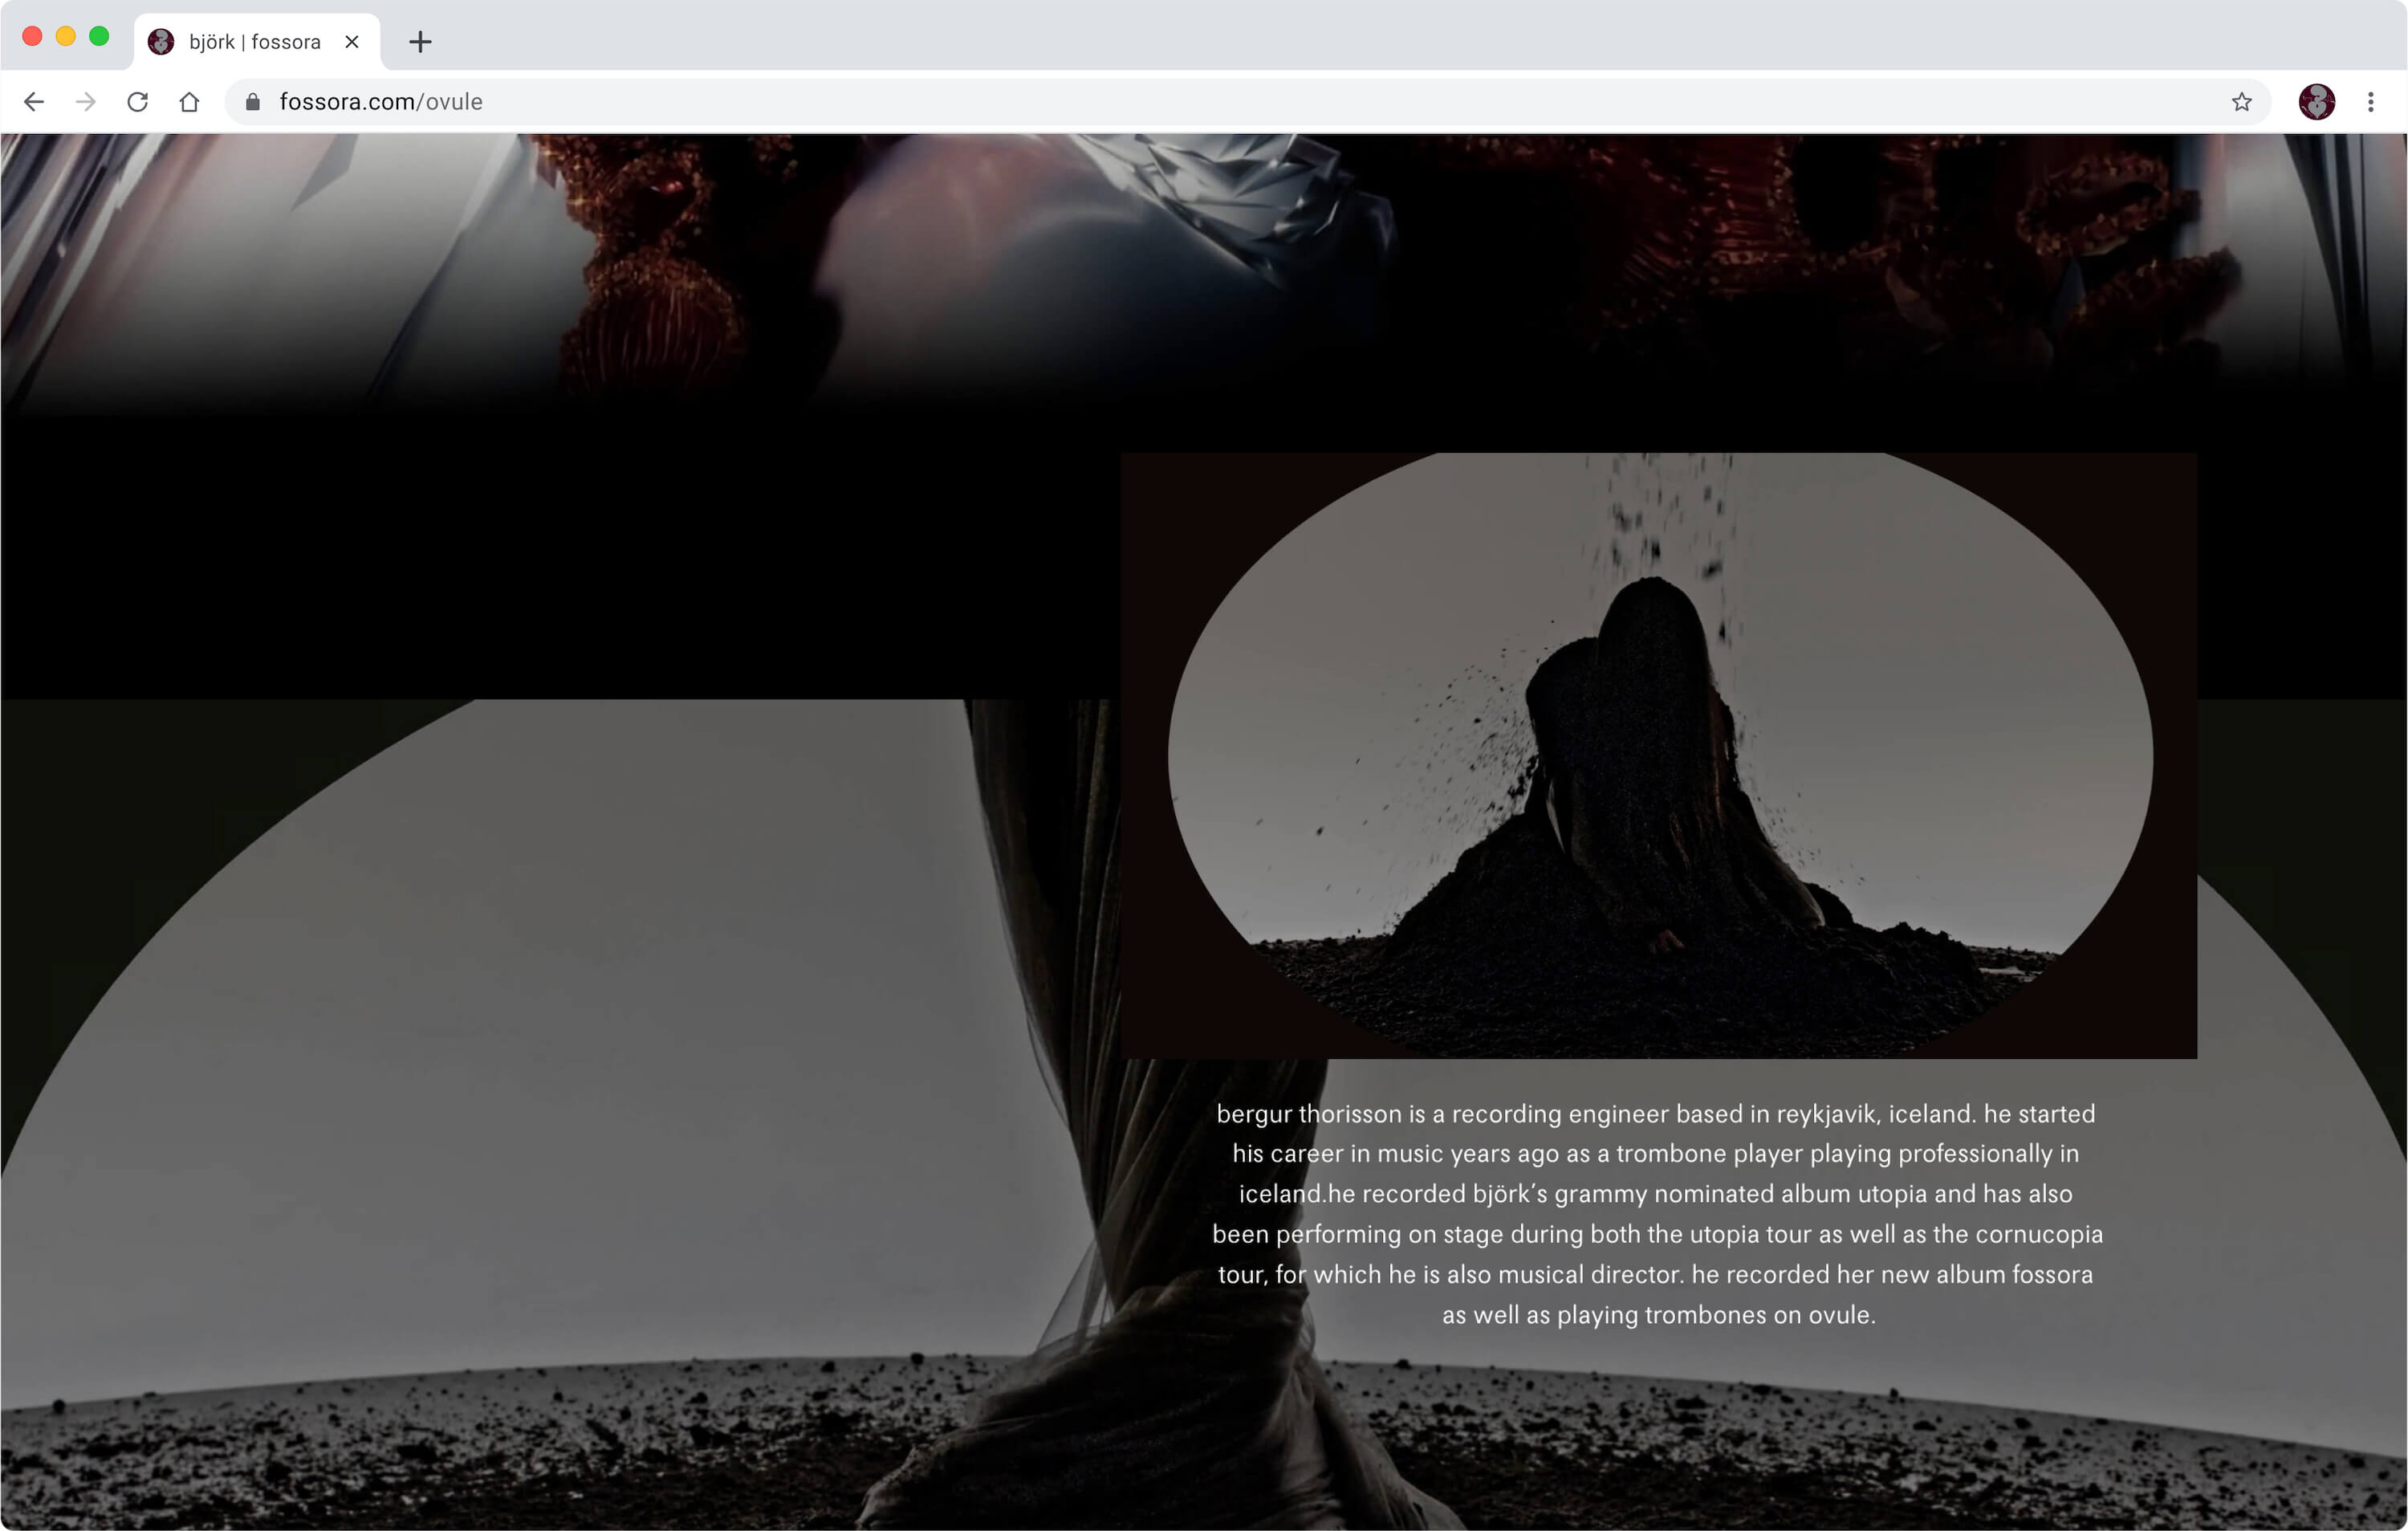 björk | fossora
fossora.com/ovule
bergur thorisson is a recording engineer based in reykjavik, iceland. he started
his career in music years ago as a trombone player playing professionally in
iceland.he recorded björk’s grammy nominated album utopia and has also
been performing on stage during both the utopia tour as well as the cornucopia
tour, for which he is also musical director. he recorded her new album fossora
as well as playing trombones on ovule.